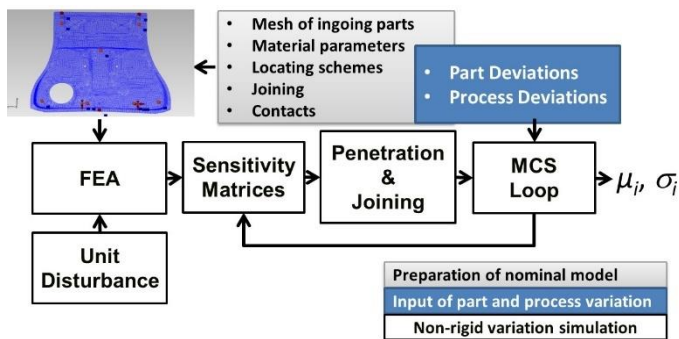 • Mesh of ingoing parts
• Material parameters
• Locating schemes
• Joining
• Contacts
• Part Deviations
• Process Deviations
FEA
Sensitivity
Matrices
Penetration
&
Joining
MCS
Loop
μi, σi
Unit
Disturbance
Preparation of nominal model
Input of part and process variation
Non-rigid variation simulation